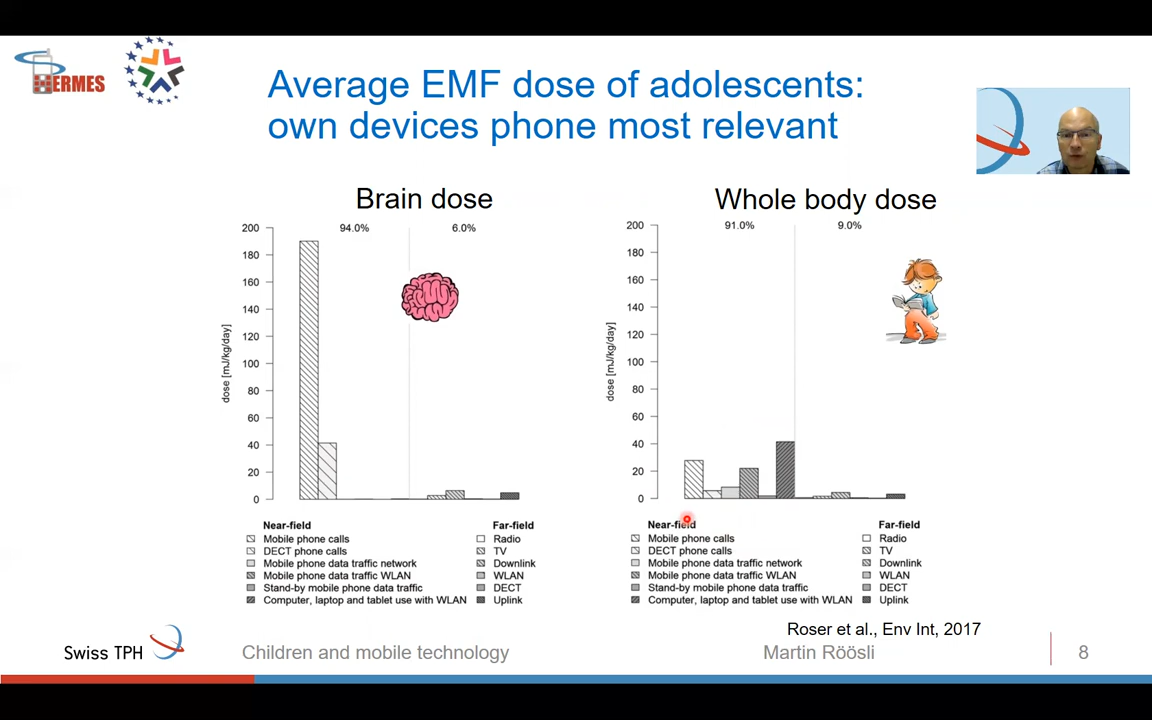 ERMES
Average EMF dose of adolescents:
own devices phone most relevant
Brain dose
94.0%
6.0%
200
180
160
140
120
100
80
60
40
20
0
dose [mJ/kg/day]
Near-field
Mobile phone calls
DECT phone calls
Mobile phone data traffic network
Mobile phone data traffic WLAN
Stand-by mobile phone data traffic
Computer, laptop and tablet use with WLAN
Far-field
Radio
TV
Downlink
WLAN
DECT
Uplink
Whole body dose
91.0%
9.0%
200
180
160
140
120
100
80
60
40
20
0
dose [mJ/kg/day]
Near-field
Mobile phone calls
DECT phone calls
Mobile phone data traffic network
Mobile phone data traffic WLAN
Stand-by mobile phone data traffic
Computer, laptop and tablet use with WLAN
Far-field
Radio
TV
Downlink
WLAN
DECT
Uplink
Roser et al., Env Int, 2017
Swiss TPH
Children and mobile technology
Martin Röösli
8